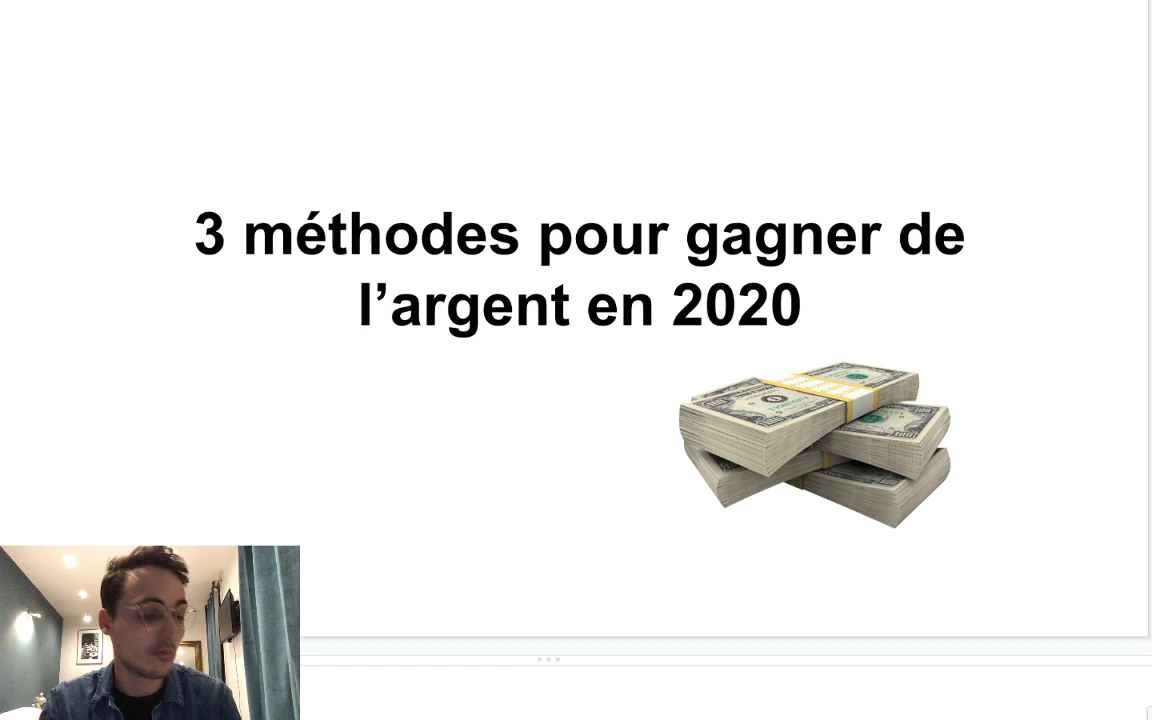 3 méthodes pour gagner de
l’argent en 2020